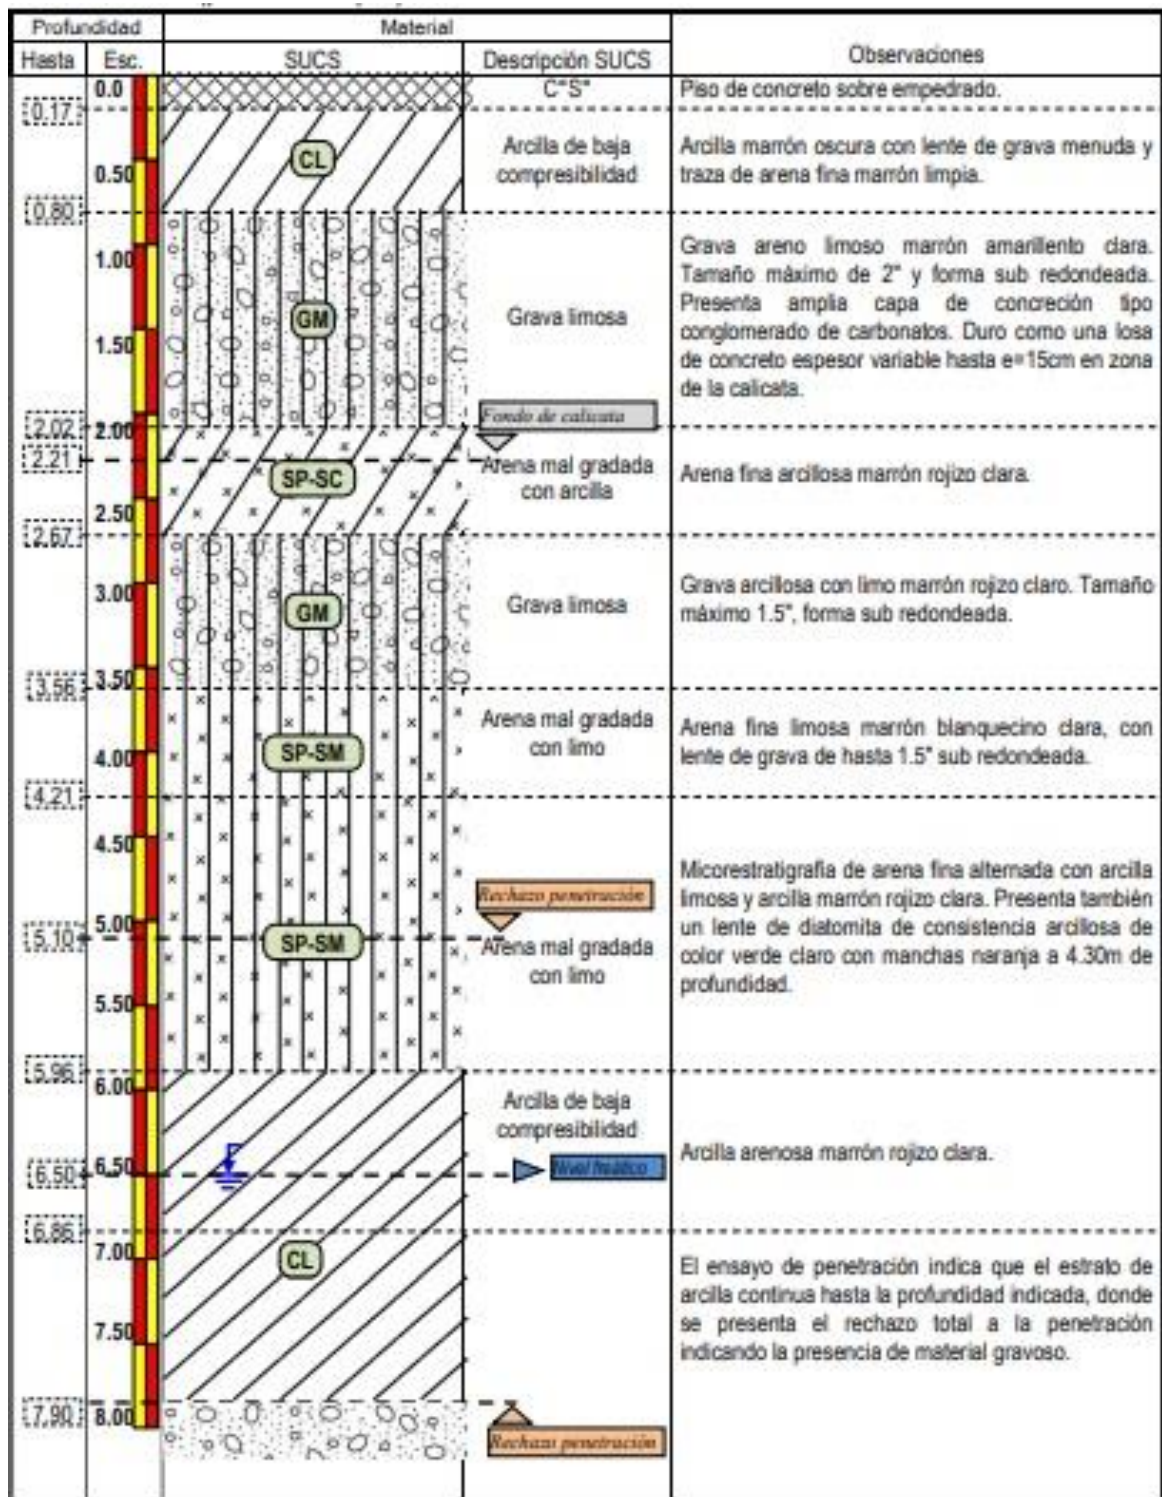 Profundidad Material
Hasta Esc. SUCS Descripción SUCS Observaciones
0.0 C°S° Piso de concreto sobre empedrado.
0.17
CL
Arcilla de baja
compresibilidad
Arcilla marrón oscura con lente de grava menuda y
traza de arena fina marrón limpia.
0.50
0.80
1.00
GM
Grava limosa
Grava areno limoso marrón amarillento clara.
Tamaño máximo de 2" y forma sub redondeada.
Presenta amplia capa de concreción tipo
conglomerado de carbonatos. Duro como una losa
de concreto espesor variable hasta e=15cm en zona
de la calicata.
1.50
Fondo de calicata
2.02
2.00
2.21
SP-SC
Arena mal gradada
con arcilla
Arena fina arcillosa marrón rojizo clara.
2.50
2.67
3.00
GM
Grava limosa
Grava arcillosa con limo marrón rojizo claro. Tamaño
máximo 1.5", forma sub redondeada.
3.50
3.56
SP-SM
Arena mal gradada
con limo
Arena fina limosa marrón blanquecino clara, con
lente de grava de hasta 1.5" sub redondeada.
4.00
4.21
4.50
Rechazo penetración
5.00
5.10
SP-SM
Arena mal gradada
con limo
Micorestratigrafía de arena fina alternada con arcilla
limosa y arcilla marrón rojizo clara. Presenta también
un lente de diatomita de consistencia arcillosa de
color verde claro con manchas naranja a 4.30m de
profundidad.
5.50
5.96
6.00
Arcilla de baja
compresibilidad
Arcilla arenosa marrón rojizo clara.
6.50
6.50
Nivel freático
6.86
7.00
CL
El ensayo de penetración indica que el estrato de
arcilla continua hasta la profundidad indicada, donde
se presenta el rechazo total a la penetración
indicando la presencia de material gravoso.
7.50
7.90
8.00
Rechazo penetración